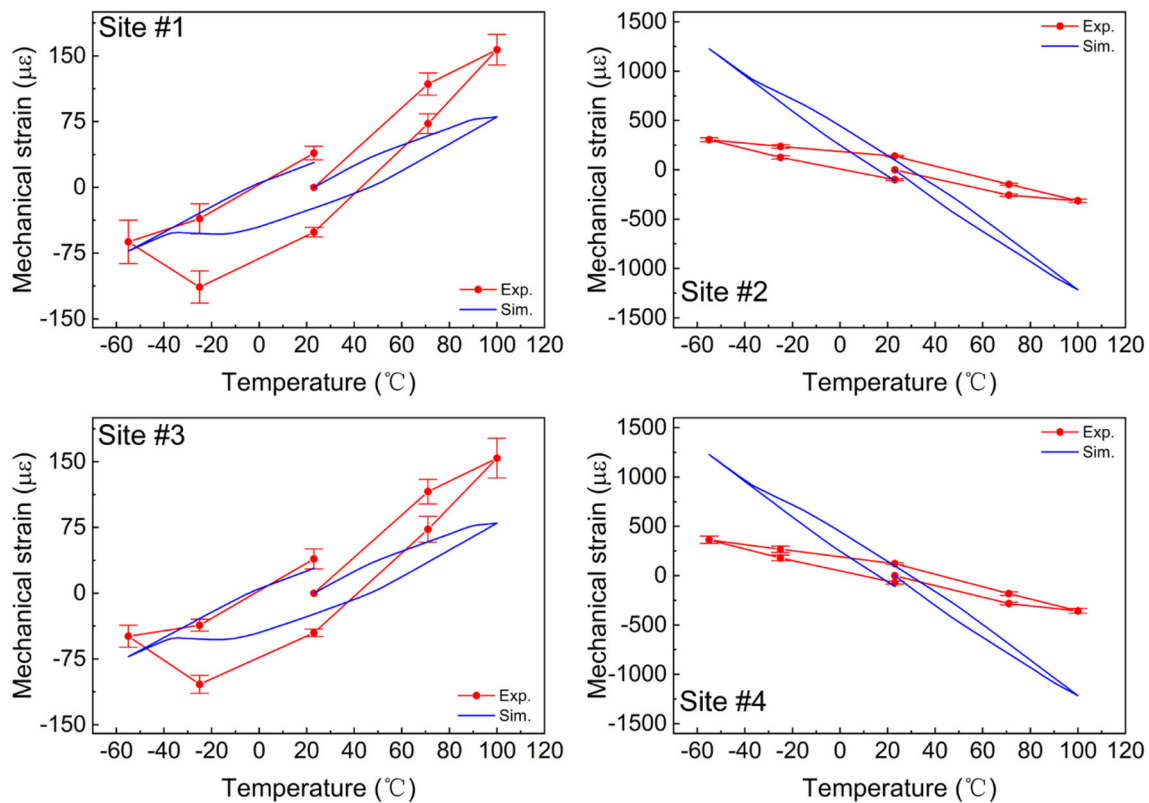 Site #1
Mechanical strain (με)
150
75
0
-75
-150
Exp.
Sim.
-60 -40 -20 0 20 40 60 80 100 120
Temperature (℃)
Site #2
Mechanical strain (με)
1500
1000
500
0
-500
-1000
-1500
Exp.
Sim.
-60 -40 -20 0 20 40 60 80 100 120
Temperature (℃)
Site #3
Mechanical strain (με)
150
75
0
-75
-150
Exp.
Sim.
-60 -40 -20 0 20 40 60 80 100 120
Temperature (℃)
Site #4
Mechanical strain (με)
1500
1000
500
0
-500
-1000
-1500
Exp.
Sim.
-60 -40 -20 0 20 40 60 80 100 120
Temperature (℃)